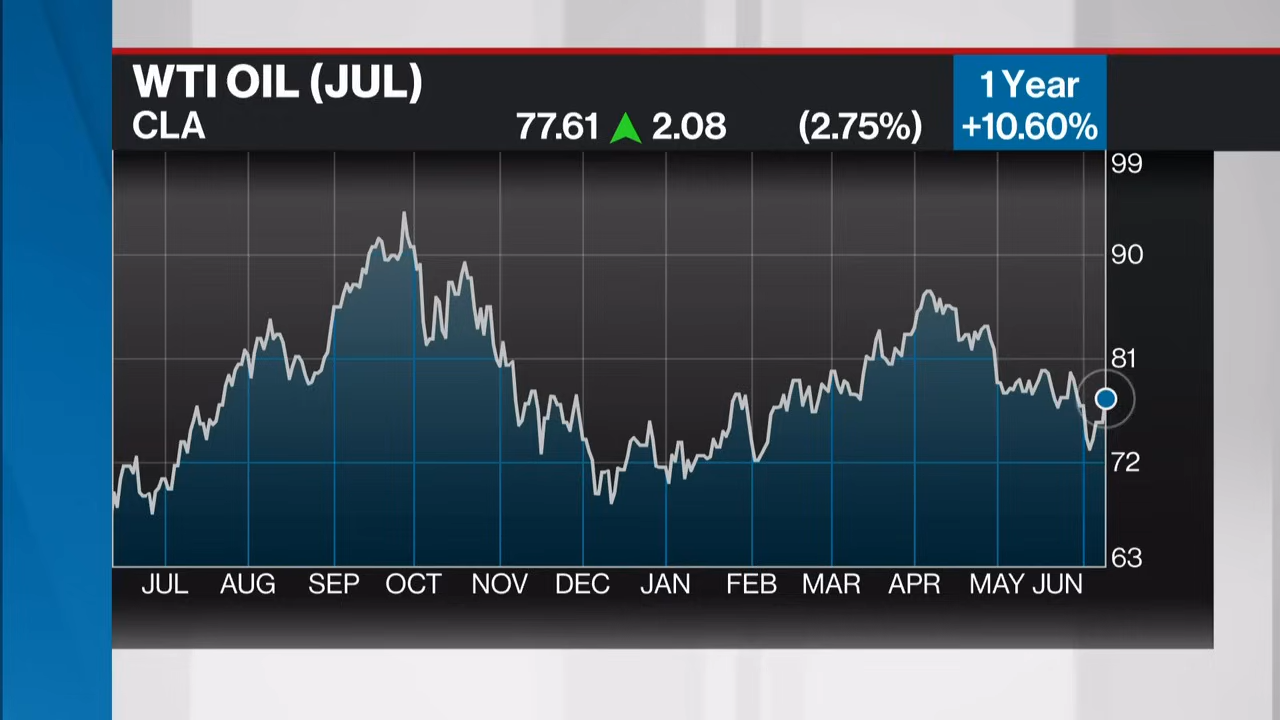 WTI OIL (JUL)
CLA 77.61 ▲ 2.08 (2.75%)
1 Year
+10.60%
99
90
81
72
63
JUL AUG SEP OCT NOV DEC JAN FEB MAR APR MAY JUN